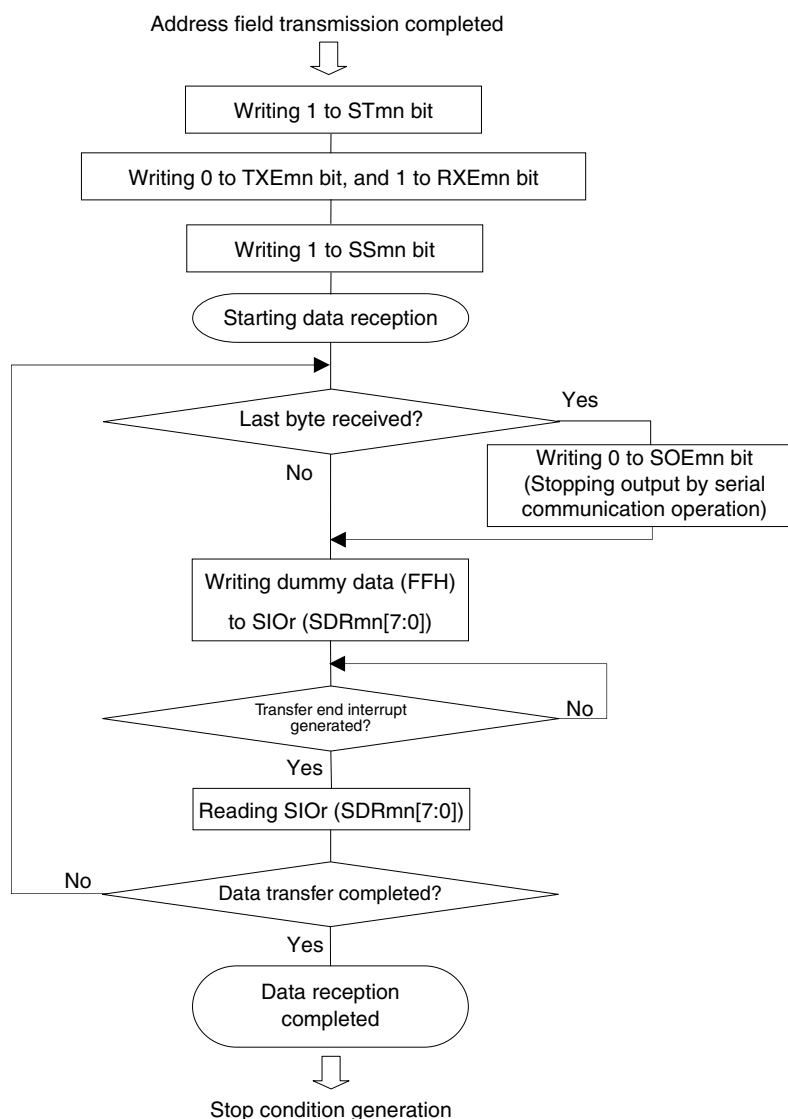 Address field transmission completed
Writing 1 to STmn bit
Writing 0 to TXEmn bit, and 1 to RXEmn bit
Writing 1 to SSmn bit
Starting data reception
Last byte received?
Yes
No
Writing 0 to SOEmn bit
(Stopping output by serial
communication operation)
Writing dummy data (FFH)
to SIOr (SDRmn[7:0])
Transfer end interrupt
generated?
No
Yes
Reading SIOr (SDRmn[7:0])
No
Data transfer completed?
Yes
Data reception
completed
Stop condition generation